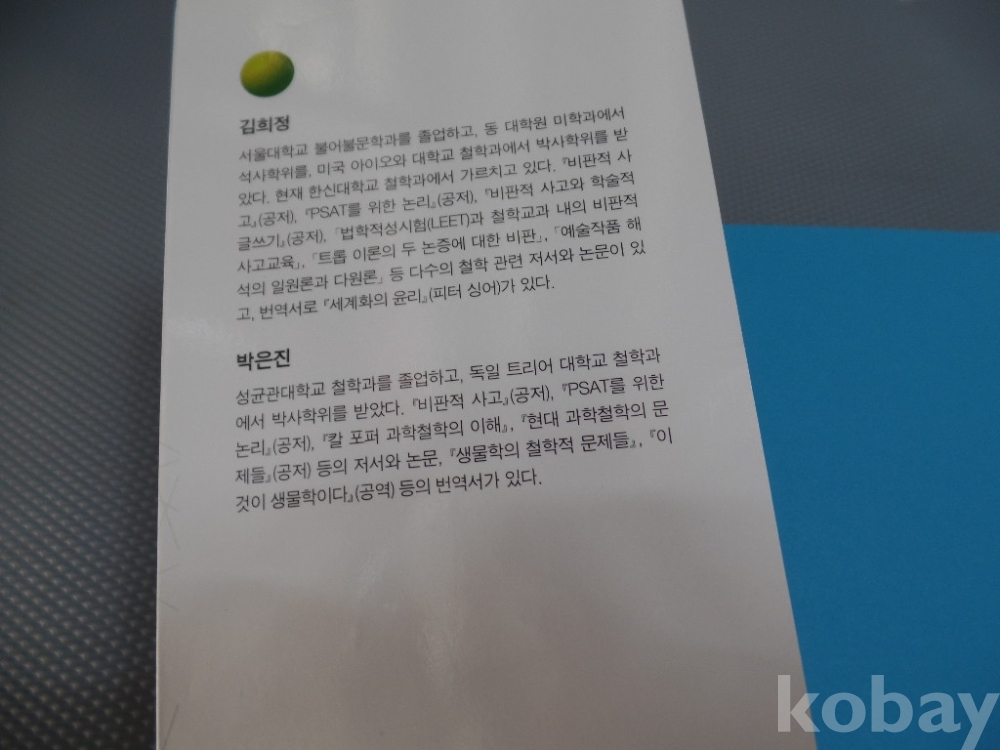 김희정
서울대학교 불어불문학과를 졸업하고, 동 대학원 미학과에서
석사학위를, 미국 아이오와 대학교 철학과에서 박사학위를 받
았다. 현재 한신대학교 철학과에서 가르치고 있다. 『비판적 사
고』(공저), 『PSAT를 위한 논리』(공저), 『비판적 사고와 학술적
글쓰기』(공저), 「법학적성시험(LEET)과 철학교과 내의 비판적
사고교육」, 「트롭 이론의 두 논증에 대한 비판」, 「예술작품 해
석의 일원론과 다원론」 등 다수의 철학 관련 저서와 논문이 있
고, 번역서로 『세계화의 윤리』(피터 싱어)가 있다.
박은진
성균관대학교 철학과를 졸업하고, 독일 트리어 대학교 철학과
에서 박사학위를 받았다. 『비판적 사고』(공저), 『PSAT를 위한
논리』(공저), 『칼 포퍼 과학철학의 이해』, 『현대 과학철학의 문
제들』(공저) 등의 저서와 논문, 『생물학의 철학적 문제들』, 『이
것이 생물학이다』(공역) 등의 번역서가 있다.
kobay